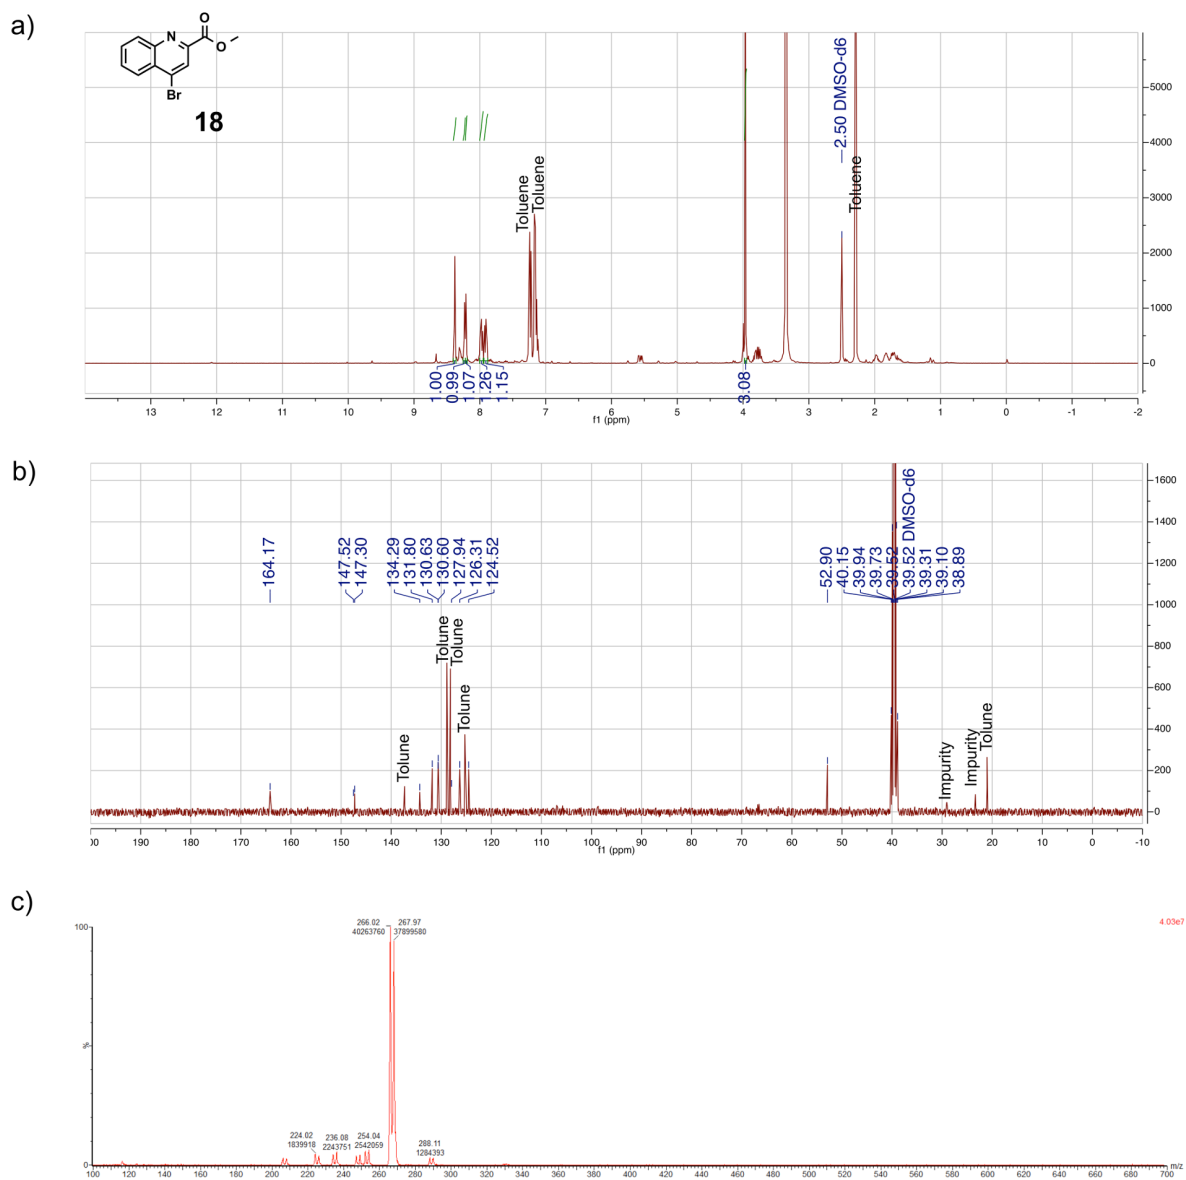 a)
N
O
O
Br
18
Toluene
Toluene
2.50 DMSO-d6
Toluene
5000
4000
3000
2000
1000
0
1.00
0.99
1.07
1.26
1.15
3.08
13 12 11 10 9 8 7 6 5 4 3 2 1 0 -1 -2
f1 (ppm)
b)
164.17
147.52
147.30
134.29
131.80
130.63
130.60
127.94
126.31
124.52
52.90
40.15
39.94
39.73
39.52
39.52 DMSO-d6
39.31
39.10
38.89
Tolune
Tolune
Tolune
Tolune
Impurity
Impurity
Tolune
1600
1400
1200
1000
800
600
400
200
0
00 190 180 170 160 150 140 130 120 110 100 90 80 70 60 50 40 30 20 10 0 -10
f1 (ppm)
c)
4.03e7
100
%
0
266.02
40263760
267.97
37899580
224.02
1839918
236.08
2243751
254.04
2542059
288.11
1284393
m/z
100 120 140 160 180 200 220 240 260 280 300 320 340 360 380 400 420 440 460 480 500 520 540 560 580 600 620 640 660 680 700